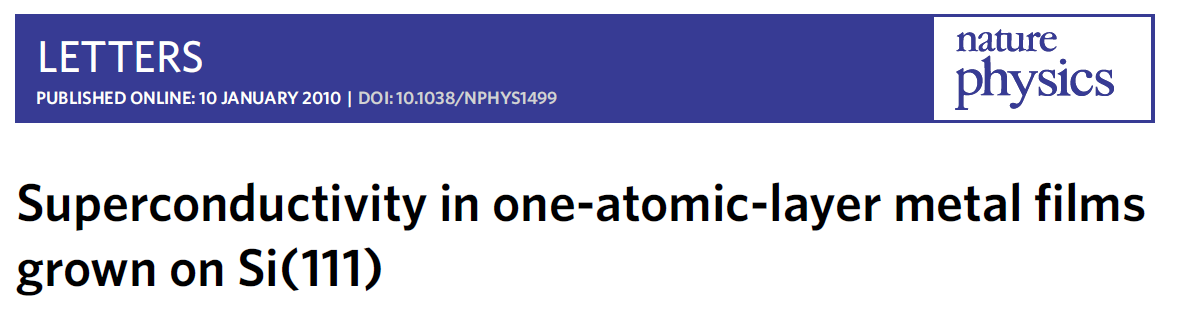 LETTERS
PUBLISHED ONLINE: 10 JANUARY 2010 | DOI: 10.1038/NPHYS1499
nature
physics
Superconductivity in one-atomic-layer metal films
grown on Si(111)